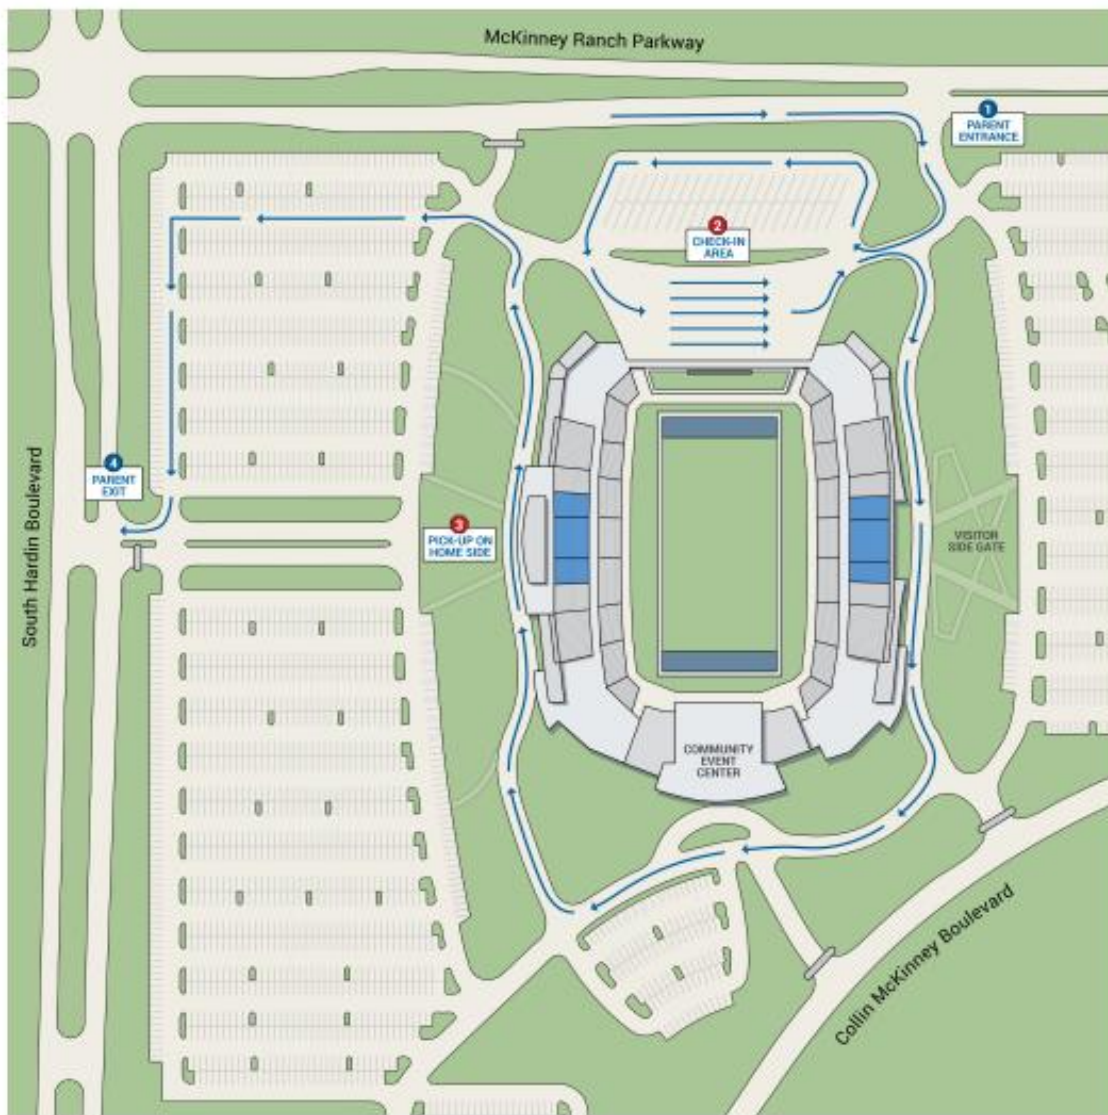 McKinney Ranch Parkway
1
PARENT
ENTRANCE
2
CHECK-IN
AREA
4
PARENT
EXIT
3
PICK-UP ON
HOME SIDE
VISITOR
SIDE GATE
South Hardin Boulevard
COMMUNITY
EVENT
CENTER
Collin McKinney Boulevard